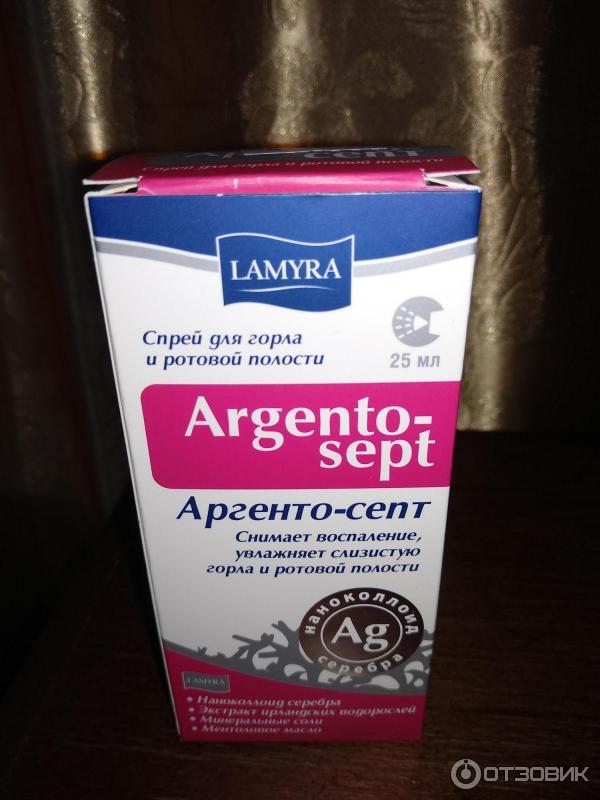 Argento-
септ
Спрей для горла и ротовой полости
LAMYRA
Спрей для горла
и ротовой полости
25 мл
Argento-
sept
Аргенто-септ
Снимает воспаление,
увлажняет слизистую
горла и ротовой полости
наноколлоид
Ag
серебра
LAMYRA
• Наноколлоид серебра
• Экстракт ирландских водорослей
• Минеральные соли
• Ментоловое масло
ОТЗОВИК